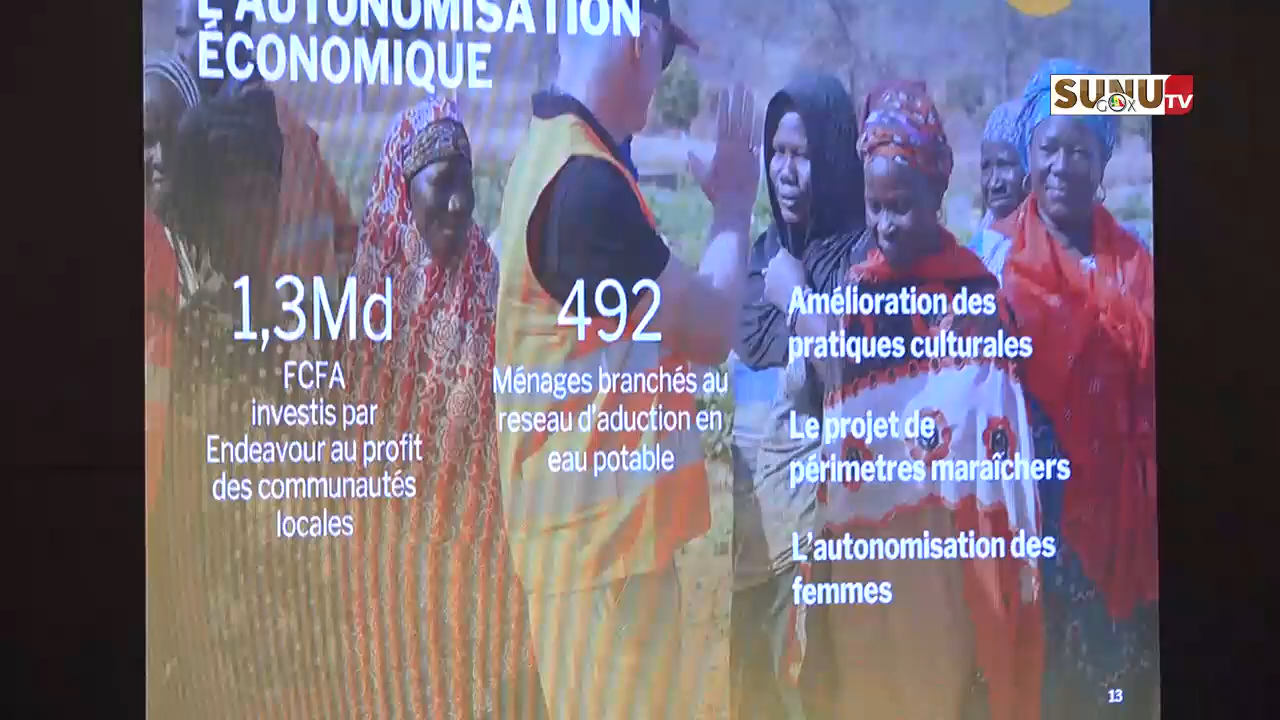 L'AUTONOMISATION
ÉCONOMIQUE
SUNU
GOX
TV
1,3Md
FCFA
investis par
Endeavour au profit
des communautés
locales
492
Ménages branchés au
reseau d'aduction en
eau potable
Amélioration des
pratiques culturales
Le projet de
périmetres maraîchers
L'autonomisation des
femmes
13